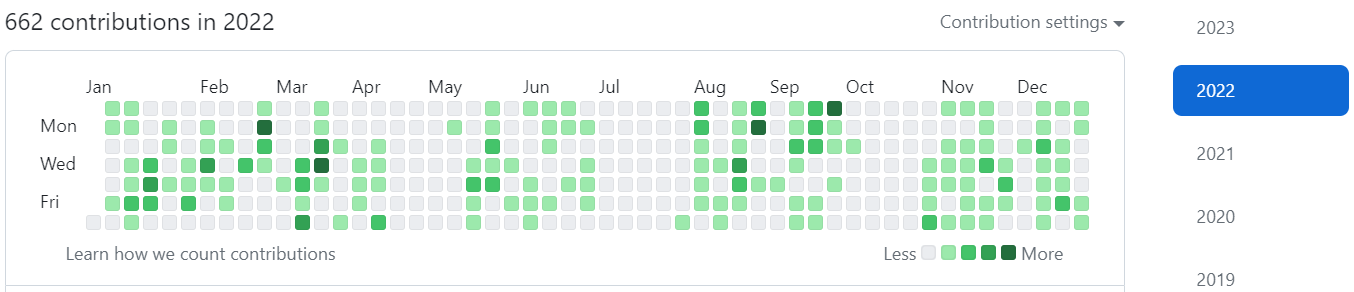 662 contributions in 2022
Contribution settings
Jan Feb Mar Apr May Jun Jul Aug Sep Oct Nov Dec
Mon
Wed
Fri
Learn how we count contributions
Less More
2023
2022
2021
2020
2019